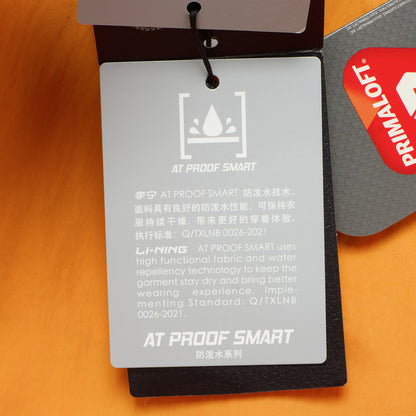 AT PROOF SMART
李宁 AT PROOF SMART 防泼水技术,
面料具有良好的防泼水性能, 可保持衣
服持续干燥, 带来更好的穿着体验,
执行标准: Q/TXLNB 0026-2021
LI-NING AT PROOF SMART uses
high functional fabric and water
repellency technology to keep the
garment stay dry and bring better
wearing experience. Imple-
menting Standard: Q/TXLNB
0026-2021.
AT PROOF SMART
防泼水系列
PRIMALOFT®